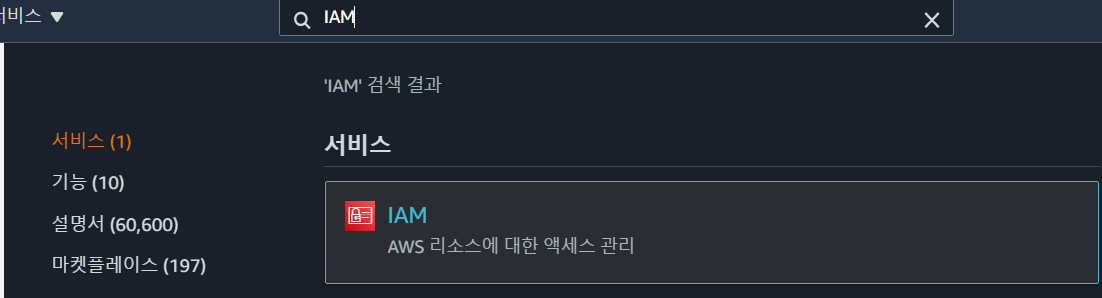 서비스 ▼
IAM
'IAM' 검색 결과
서비스 (1)
기능 (10)
설명서 (60,600)
마켓플레이스 (197)
서비스
IAM
AWS 리소스에 대한 액세스 관리